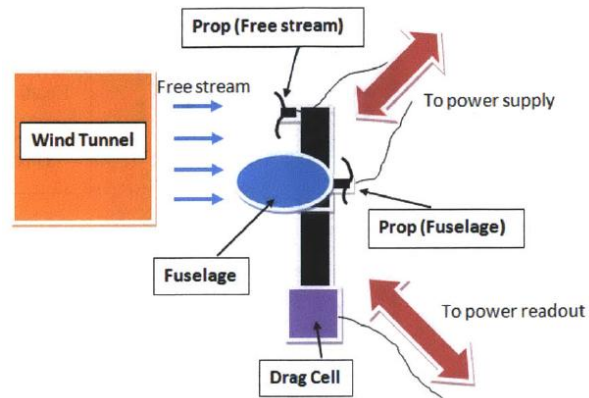 Prop (Free stream)
Free stream
To power supply
Wind Tunnel
Prop (Fuselage)
Fuselage
To power readout
Drag Cell